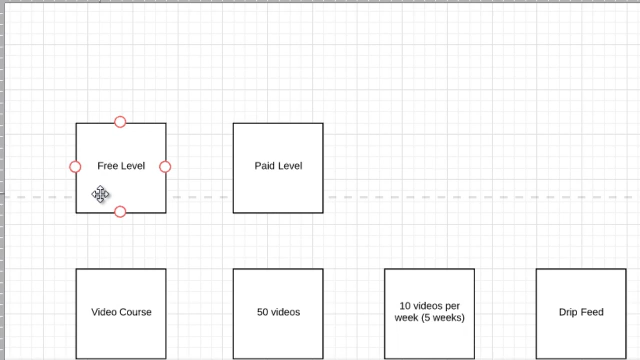 Free Level
Paid Level
Video Course
50 videos
10 videos per
week (5 weeks)
Drip Feed